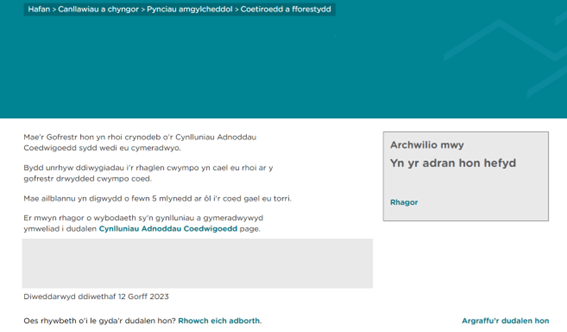 Hafan > Canllawiau a chyngor > Pynciau amgylcheddol > Coetiroedd a fforestydd
Mae'r Gofrestr hon yn rhoi crynodeb o'r Cynlluniau Adnoddau
Coedwigoedd sydd wedi eu cymeradwyo.
Bydd unrhyw ddiwygiadau i'r rhaglen cwympo yn cael eu rhoi ar y
gofrestr drwydded cwympo coed.
Mae ailblannu yn digwydd o fewn 5 mlynedd ar ôl i'r coed gael eu torri.
Er mwyn rhagor o wybodaeth sy'n gynlluniau a gymeradwywyd
ymweliad i dudalen Cynlluniau Adnoddau Coedwigoedd page.
Diweddarwyd ddiwethaf 12 Gorff 2023
Oes rhywbeth o'i le gyda'r dudalen hon? Rhowch eich adborth.
Archwilio mwy
Yn yr adran hon hefyd
Rhagor
Argraffu'r dudalen hon